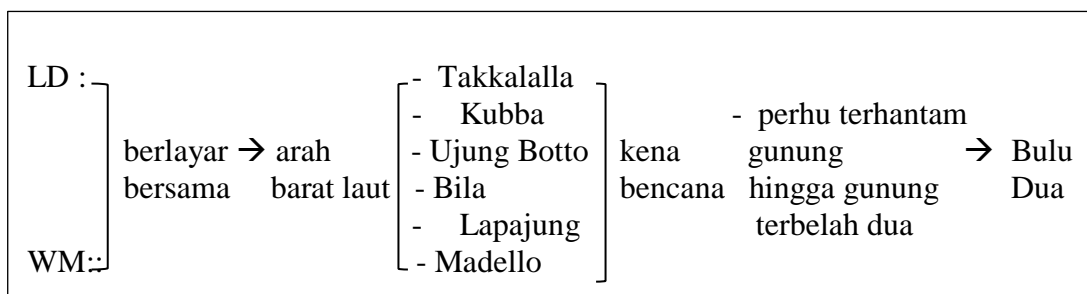 LD : - Takkalalla
- Kubba - perhu terhantam
berlayar → arah - Ujung Botto kena gunung → Bulu
bersama barat laut - Bila bencana hingga gunung Dua
- Lapajung terbelah dua
WM:: - Madello